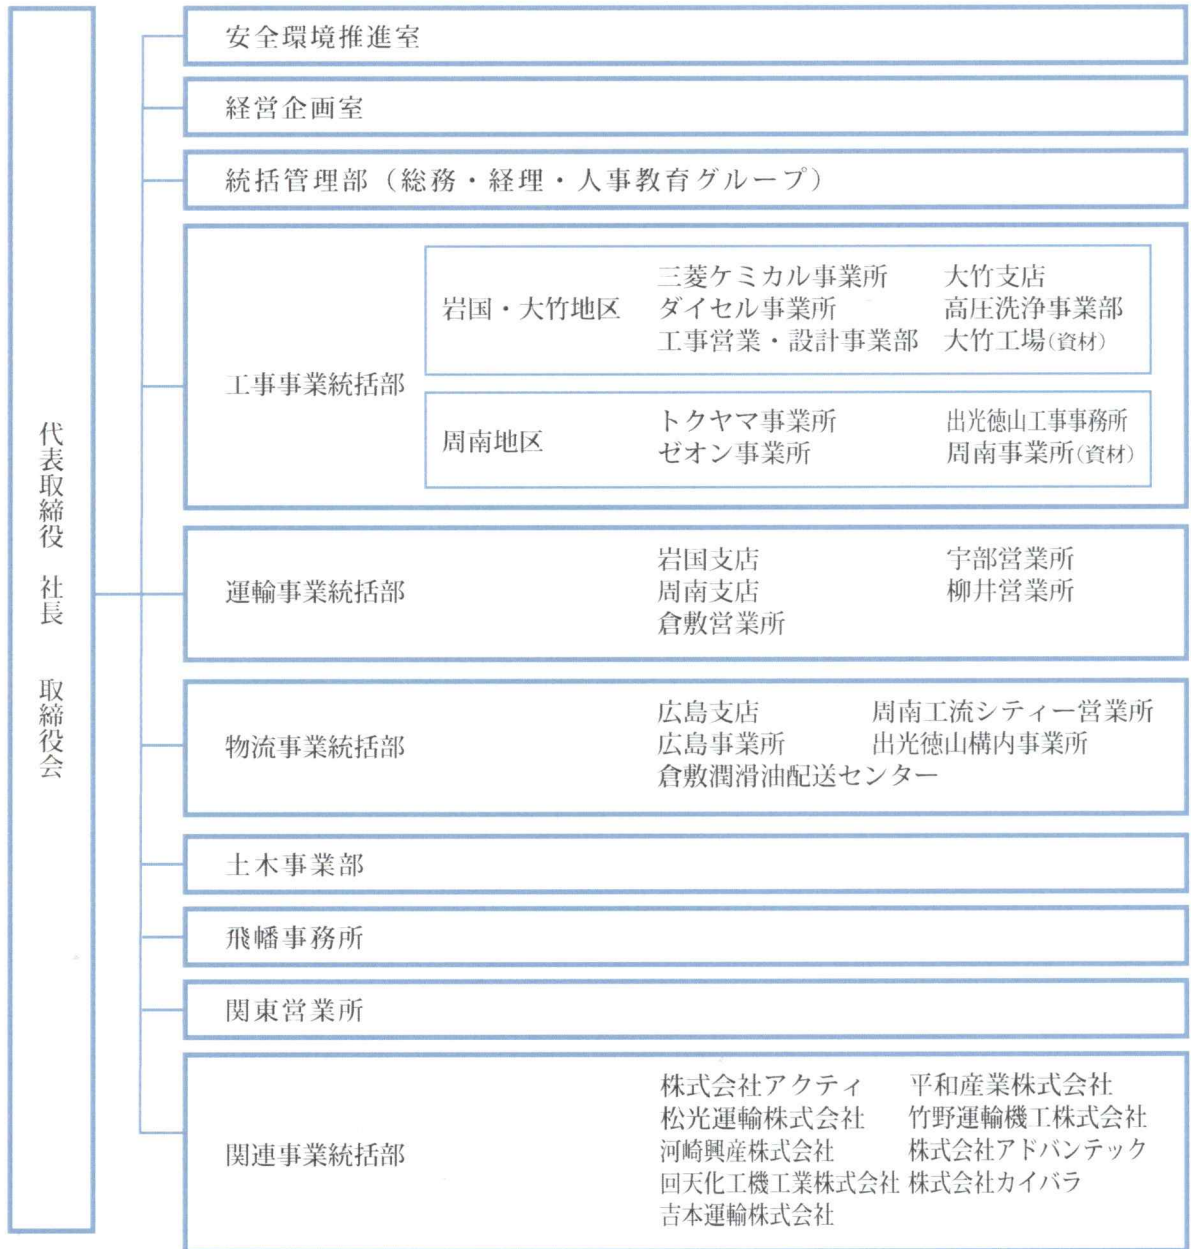 代表取締役 社長 取締役会
安全環境推進室
経営企画室
統括管理部（総務・経理・人事教育グループ）
工事事業統括部
岩国・大竹地区
三菱ケミカル事業所 大竹支店
ダイセル事業所 高圧洗浄事業部
工事営業・設計事業部 大竹工場(資材)
周南地区
トクヤマ事業所 出光徳山工事事務所
ゼオン事業所 周南事業所(資材)
運輸事業統括部
岩国支店 宇部営業所
周南支店 柳井営業所
倉敷営業所
物流事業統括部
広島支店 周南工流シティー営業所
広島事業所 出光徳山構内事業所
倉敷潤滑油配送センター
土木事業部
飛幡事務所
関東営業所
関連事業統括部
株式会社アクティ 平和産業株式会社
松光運輸株式会社 竹野運輸機工株式会社
河崎興産株式会社 株式会社アドバンテック
回天化工機工業株式会社 株式会社カイバラ
吉本運輸株式会社